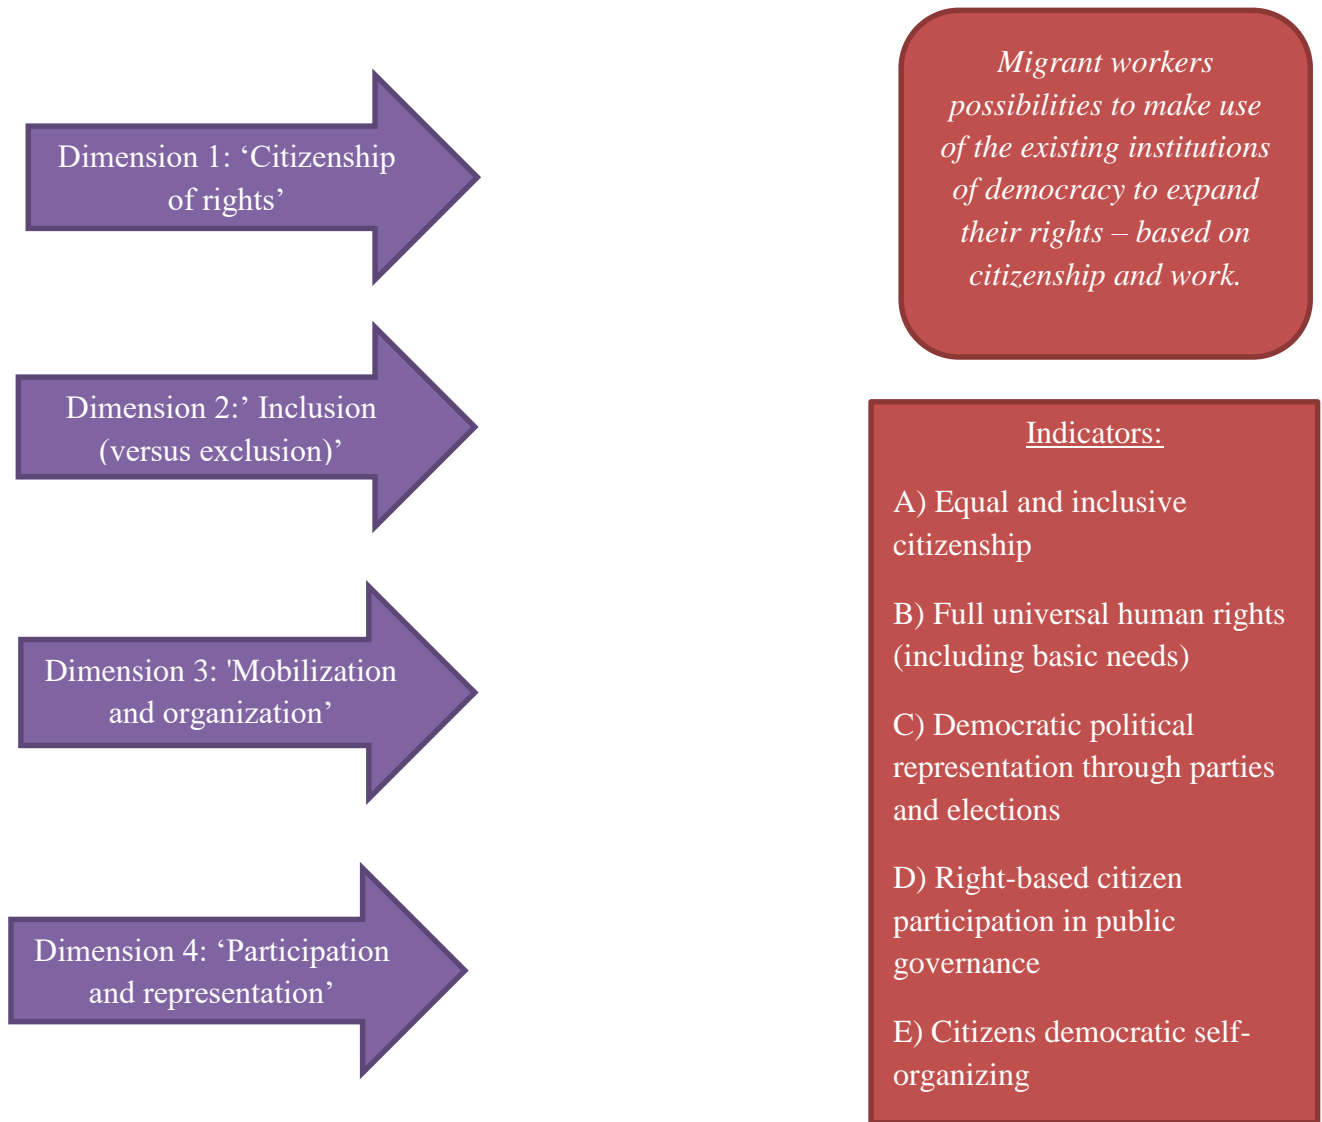 Dimension 1: ‘Citizenship
of rights’
Dimension 2:’ Inclusion
(versus exclusion)’
Dimension 3: 'Mobilization
and organization’
Dimension 4: ‘Participation
and representation’
Migrant workers
possibilities to make use
of the existing institutions
of democracy to expand
their rights – based on
citizenship and work.
Indicators:
A) Equal and inclusive
citizenship
B) Full universal human rights
(including basic needs)
C) Democratic political
representation through parties
and elections
D) Right-based citizen
participation in public
governance
E) Citizens democratic self-
organizing